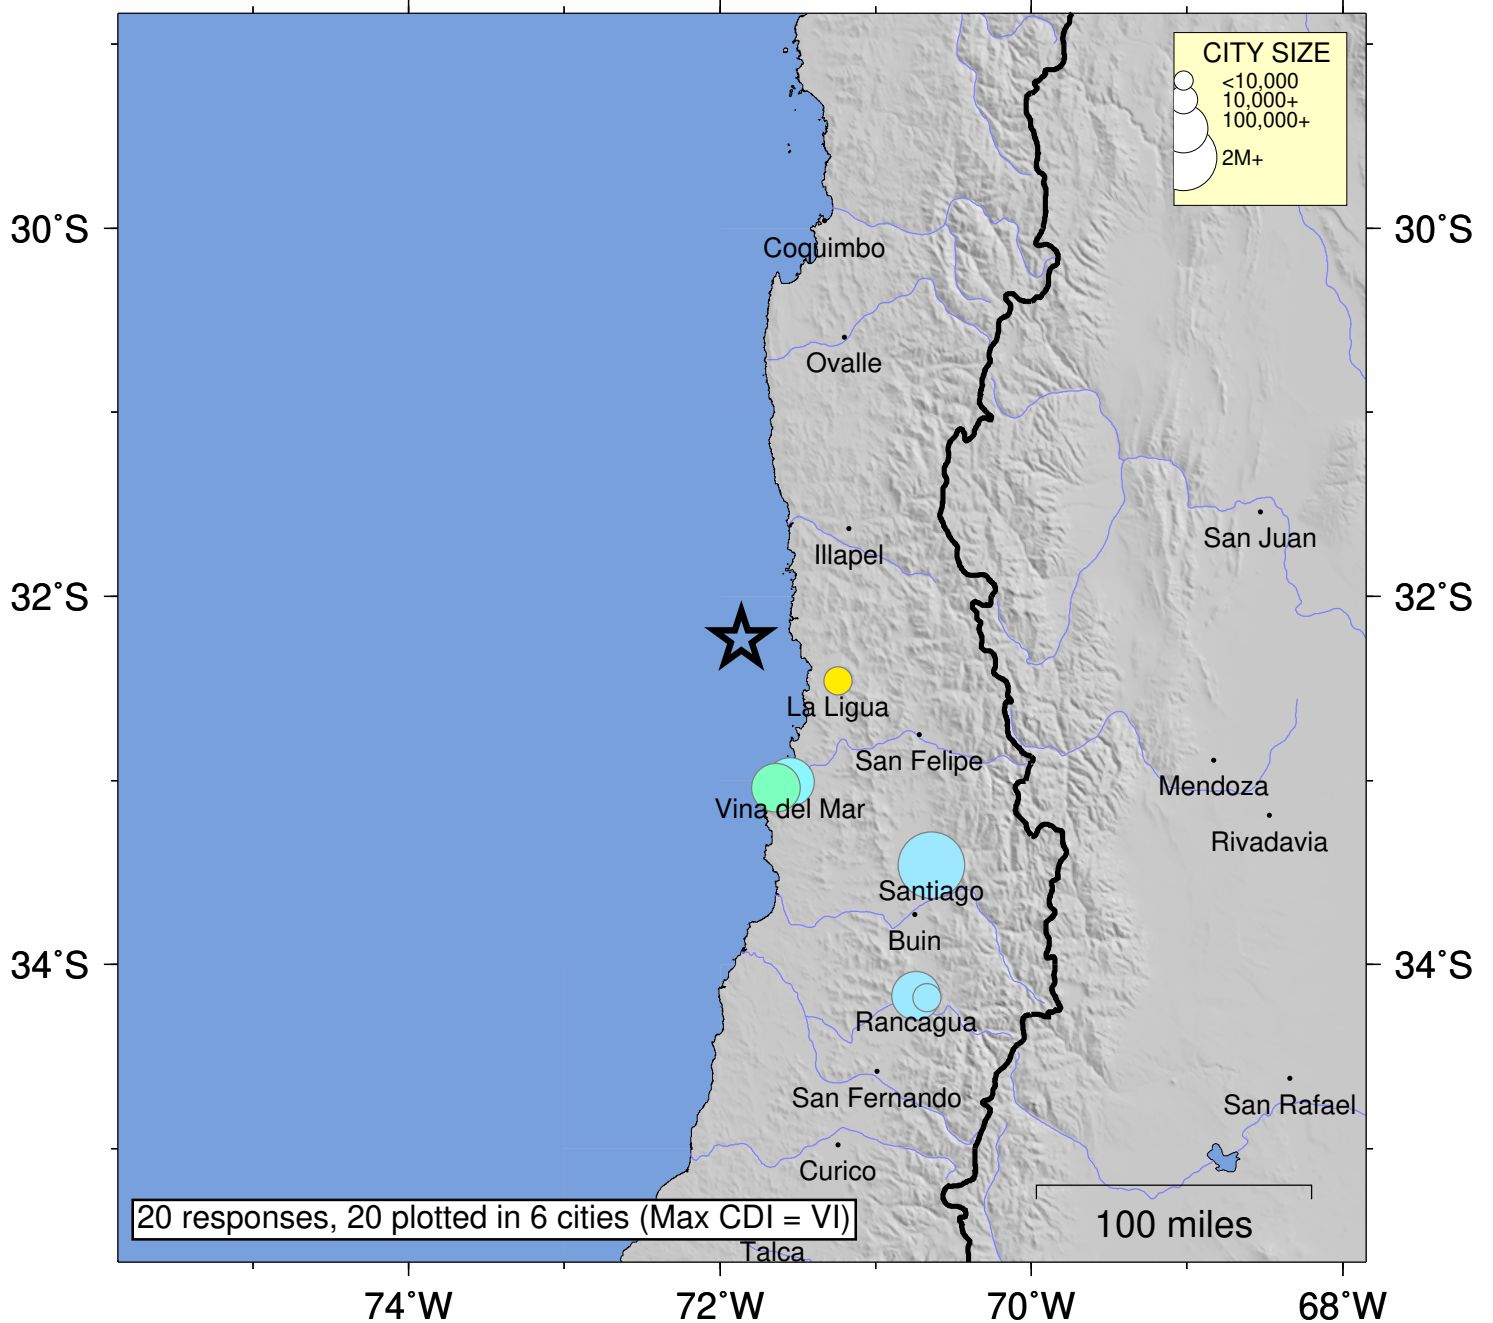 CITY SIZE
<10,000
10,000+
100,000+
2M+
30°S
30°S
Coquimbo
Ovalle
San Juan
Illapel
32°S
32°S
La Ligua
San Felipe
Mendoza
Vina del Mar
Rivadavia
Santiago
Buin
34°S
34°S
Rancagua
San Fernando
San Rafael
Curico
20 responses, 20 plotted in 6 cities (Max CDI = VI)
100 miles
Talca
74°W
72°W
70°W
68°W